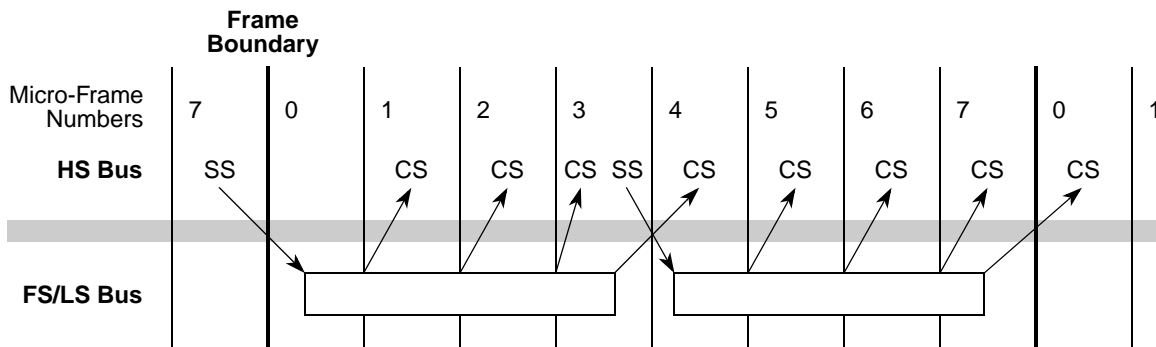 Frame
Boundary
Micro-Frame
Numbers
7 0 1 2 3 4 5 6 7 0 1
HS Bus SS CS CS CS SS CS CS CS CS CS
FS/LS Bus